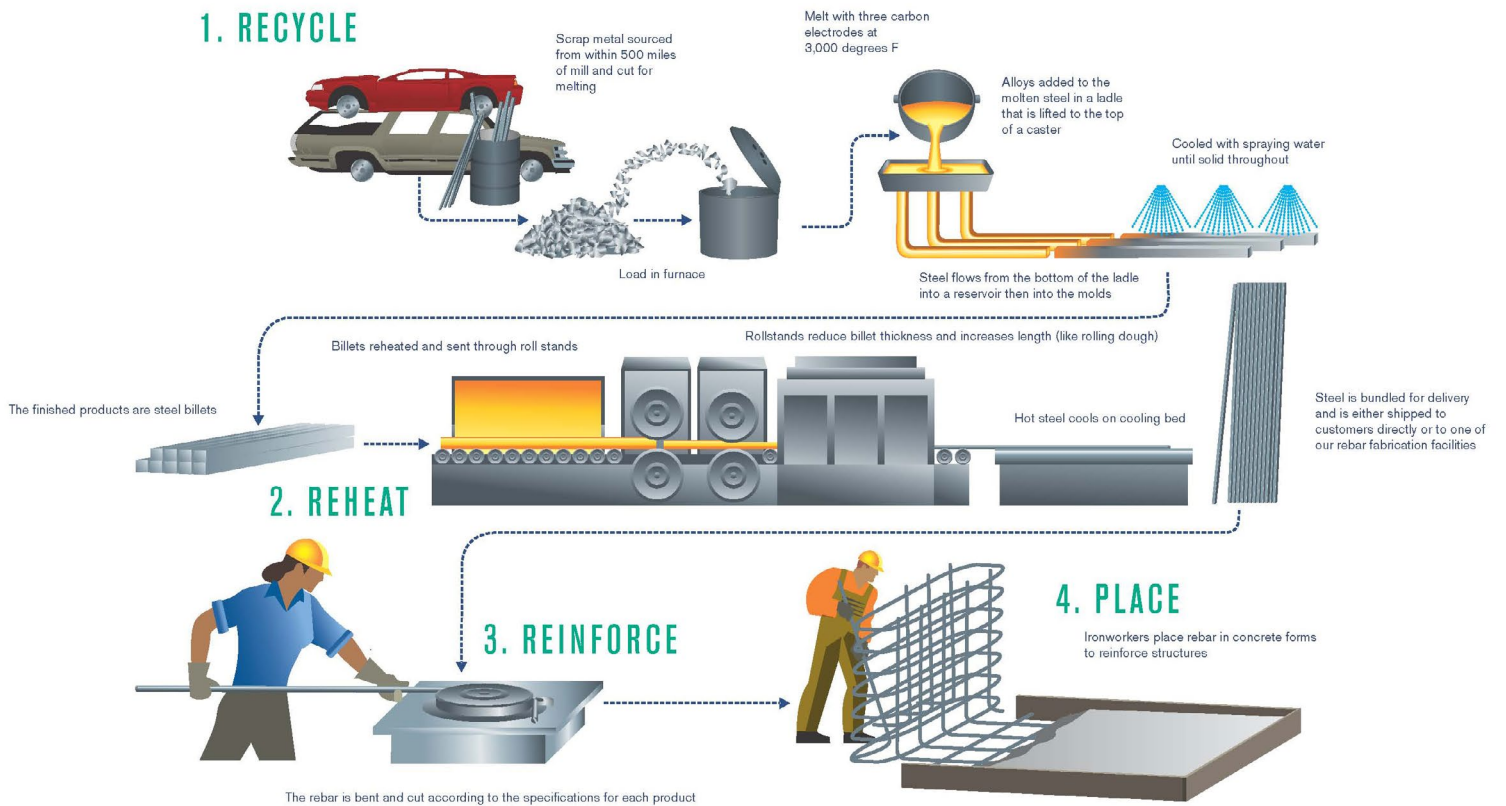 1. RECYCLE
Scrap metal sourced
from within 500 miles
of mill and cut for
melting
Load in furnace
Melt with three carbon
electrodes at
3,000 degrees F
Alloys added to the
molten steel in a ladle
that is lifted to the top
of a caster
Cooled with spraying water
until solid throughout
Steel flows from the bottom of the ladle
into a reservoir then into the molds
The finished products are steel billets
2. REHEAT
Billets reheated and sent through roll stands
Rollstands reduce billet thickness and increases length (like rolling dough)
Hot steel cools on cooling bed
Steel is bundled for delivery
and is either shipped to
customers directly or to one of
our rebar fabrication facilities
3. REINFORCE
The rebar is bent and cut according to the specifications for each product
4. PLACE
Ironworkers place rebar in concrete forms
to reinforce structures